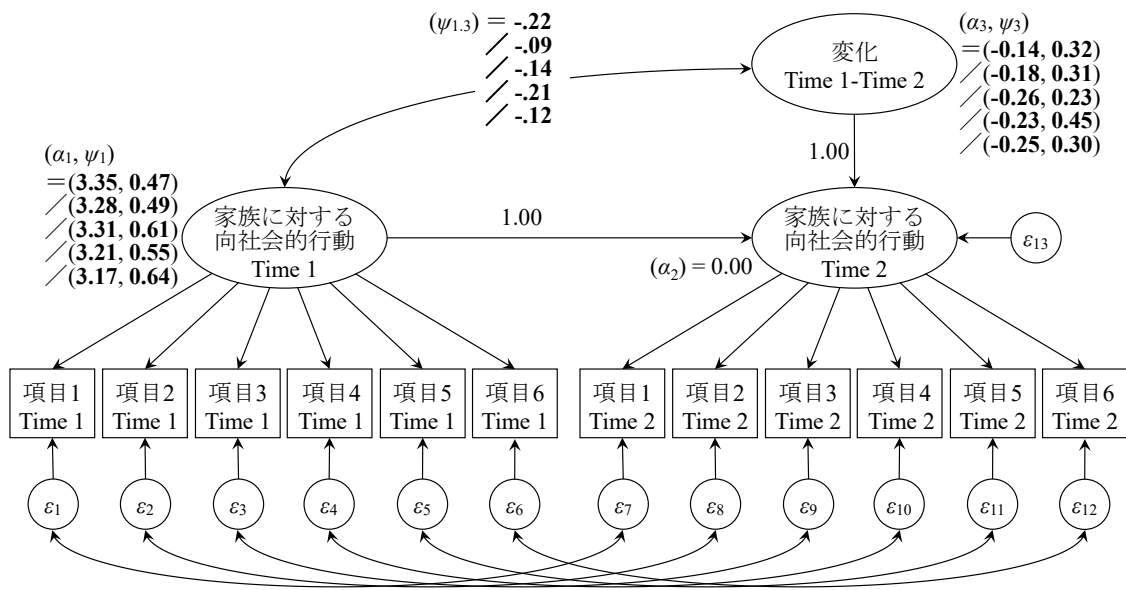 (ψ1.3) = -.22
／ -.09
／ -.14
／ -.21
／ -.12
変化
Time 1-Time 2
(α3, ψ3)
＝(-0.14, 0.32)
／(-0.18, 0.31)
／(-0.26, 0.23)
／(-0.23, 0.45)
／(-0.25, 0.30)
1.00
(α1, ψ1)
＝(3.35, 0.47)
／(3.28, 0.49)
／(3.31, 0.61)
／(3.21, 0.55)
／(3.17, 0.64)
家族に対する
向社会的行動
Time 1
1.00
家族に対する
向社会的行動
Time 2
(α2) = 0.00
ε13
項目1
Time 1
項目2
Time 1
項目3
Time 1
項目4
Time 1
項目5
Time 1
項目6
Time 1
項目1
Time 2
項目2
Time 2
項目3
Time 2
項目4
Time 2
項目5
Time 2
項目6
Time 2
ε1
ε2
ε3
ε4
ε5
ε6
ε7
ε8
ε9
ε10
ε11
ε12